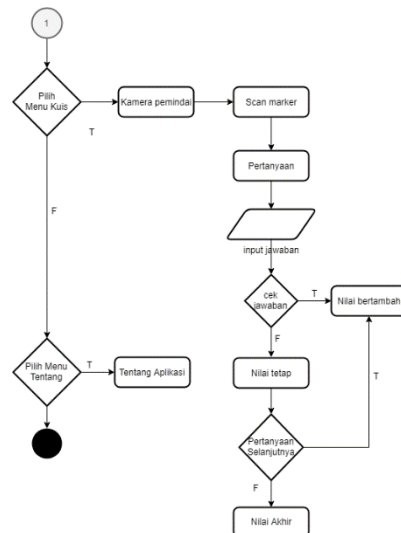 1
Pilih
Menu Kuis
T
Kamera pemindai
Scan marker
Pertanyaan
F
input jawaban
cek
jawaban
T
Nilai bertambah
F
Pilih Menu
Tentang
T
Tentang Aplikasi
Nilai tetap
T
Pertanyaan
Selanjutnya
F
Nilai Akhir